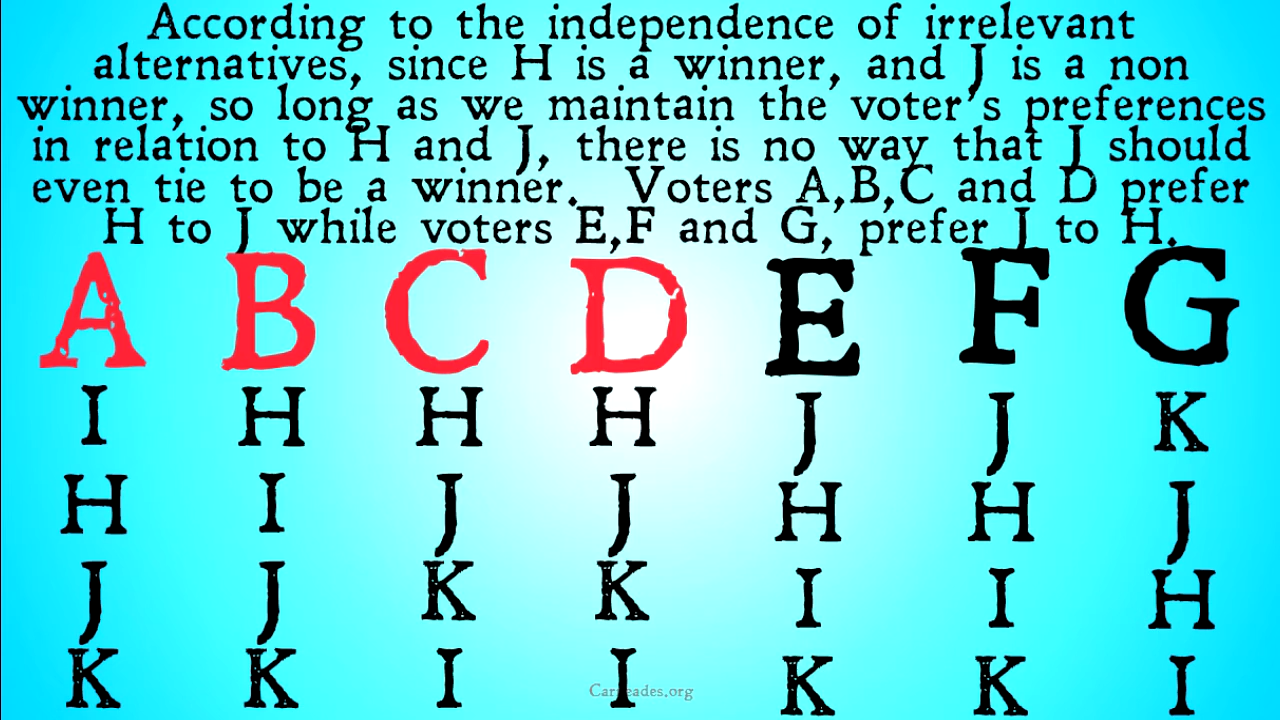 According to the independence of irrelevant
alternatives, since H is a winner, and J is a non
winner, so long as we maintain the voter's preferences
in relation to H and J, there is no way that J should
even tie to be a winner. Voters A,B,C and D prefer
H to J while voters E,F and G, prefer J to H.
A B C D E F G
I H H H J J K
H I J J H H J
J J K K I I H
K K I I K K I
Carneades.org